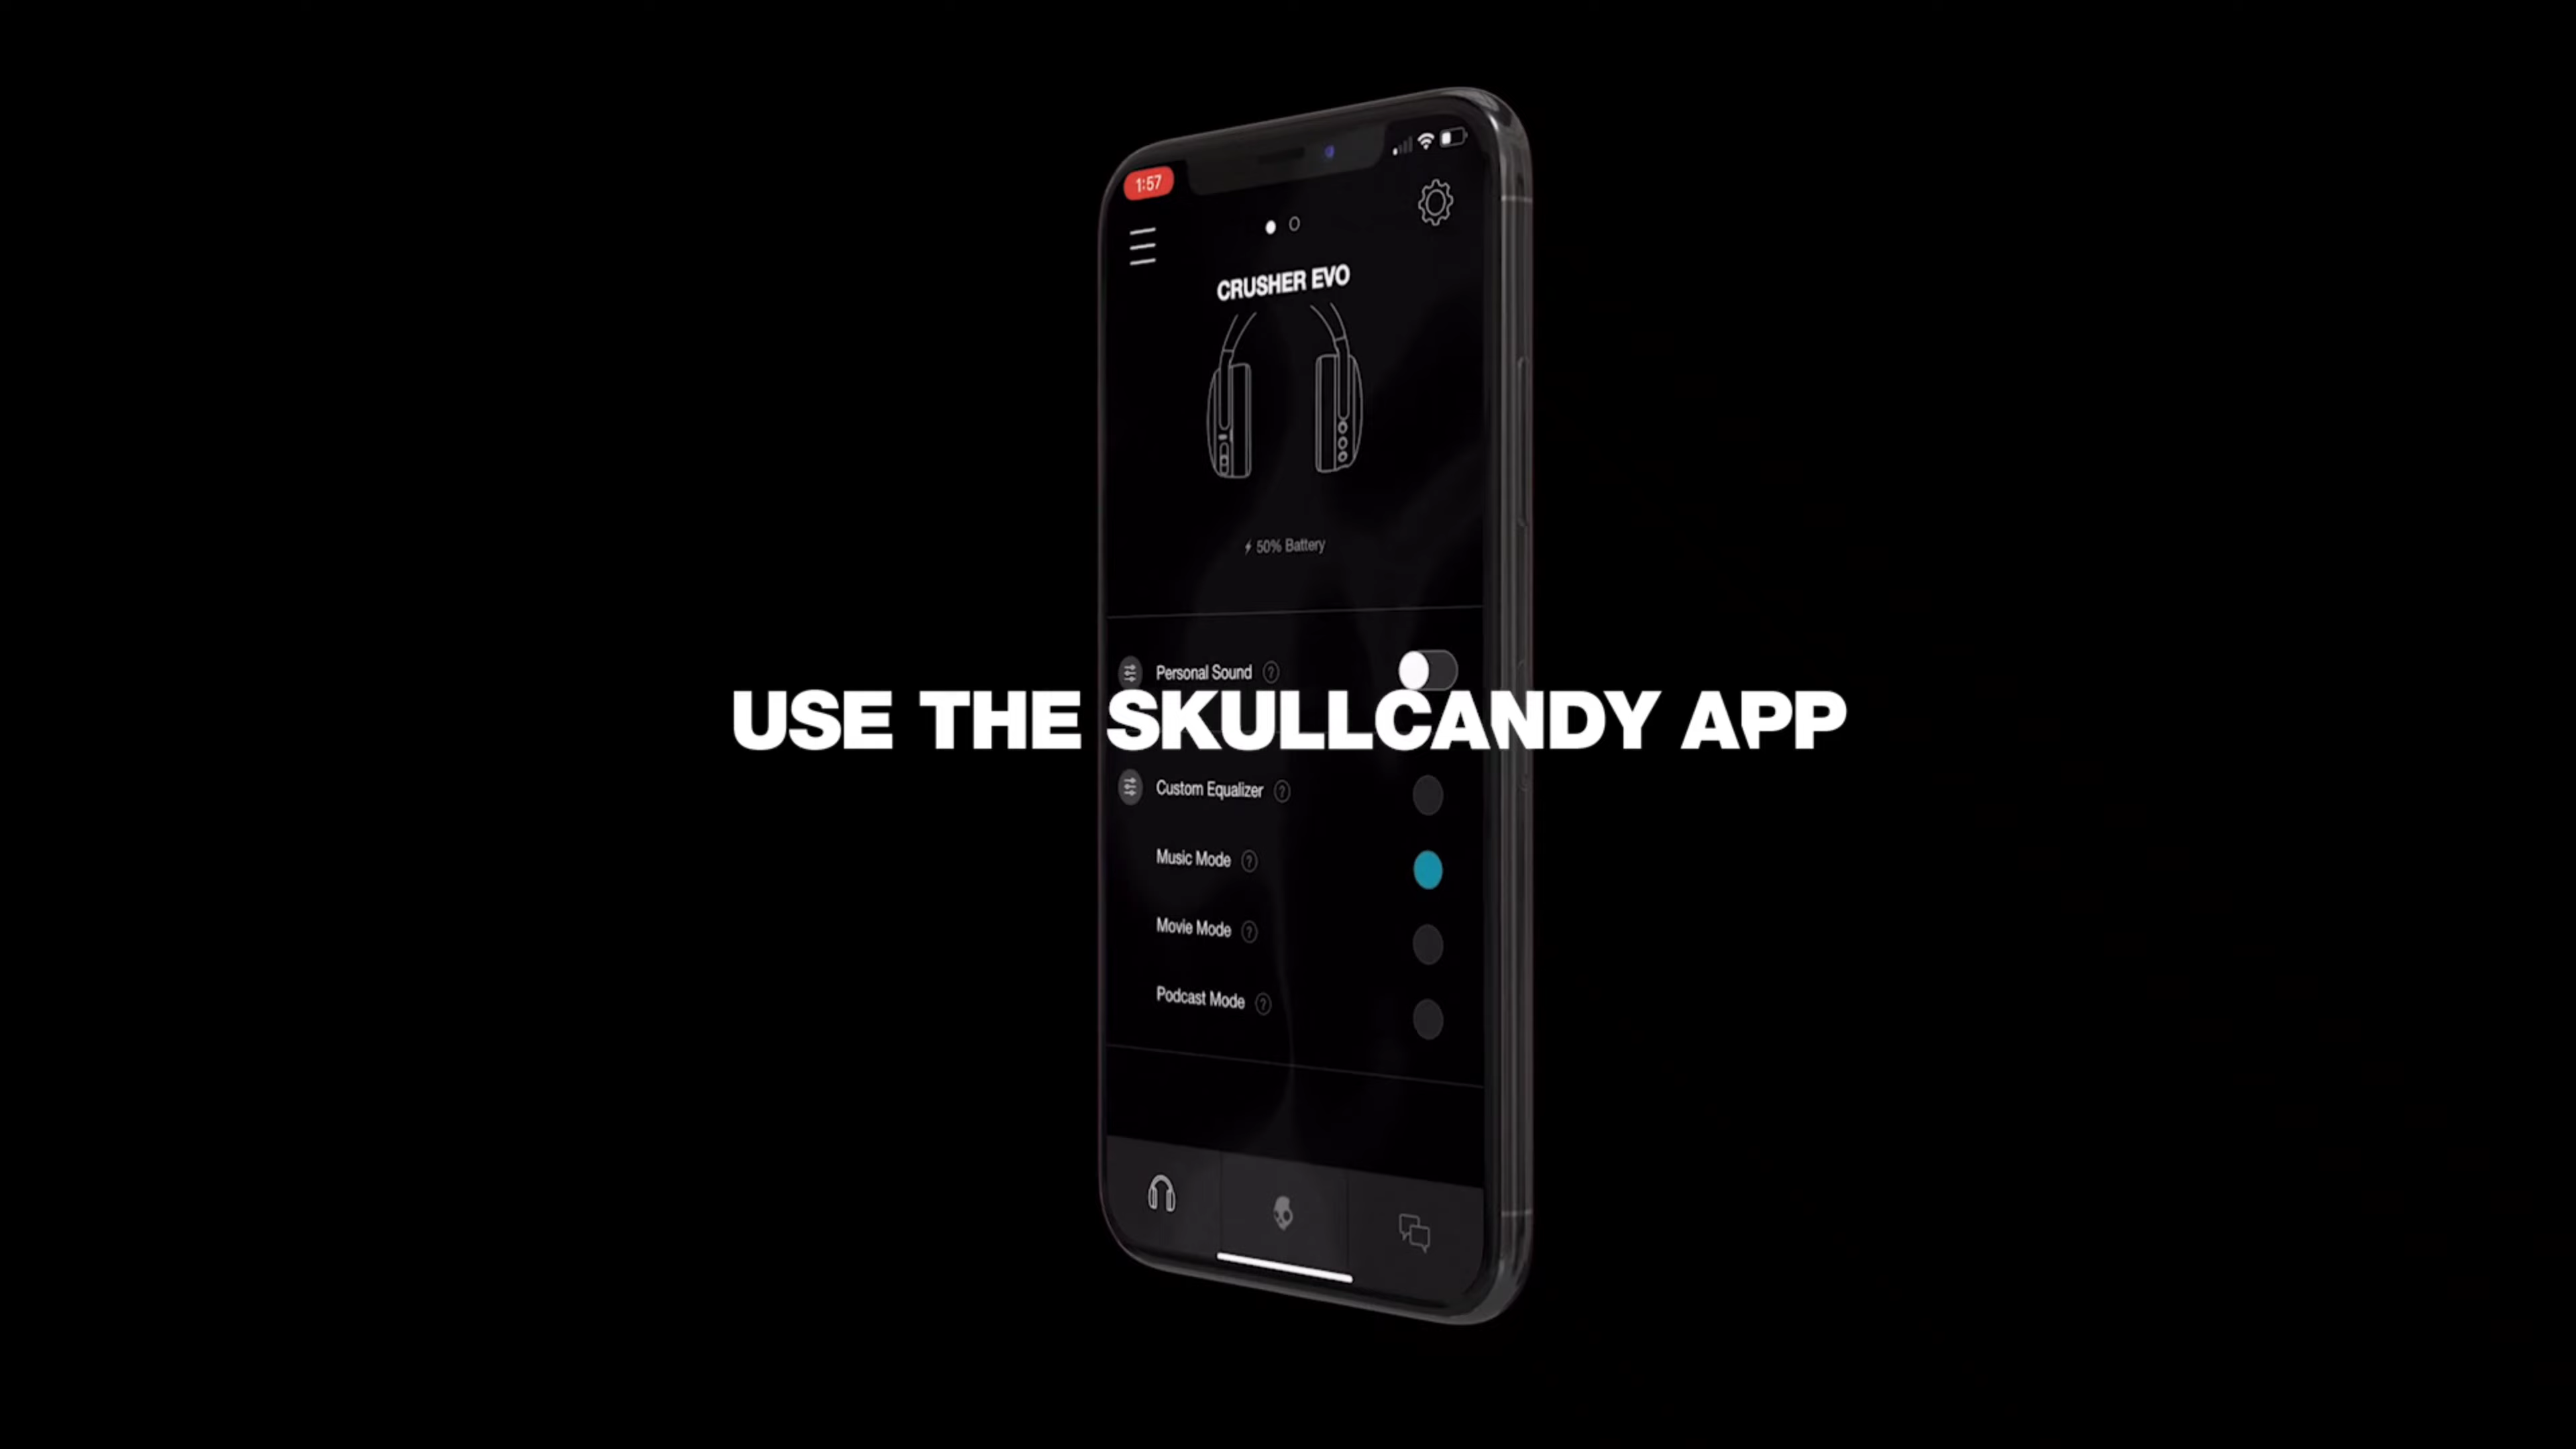 1:57
CRUSHER EVO
50% Battery
Personal Sound ?
USE THE SKULLCANDY APP
Custom Equalizer ?
Music Mode ?
Movie Mode ?
Podcast Mode ?